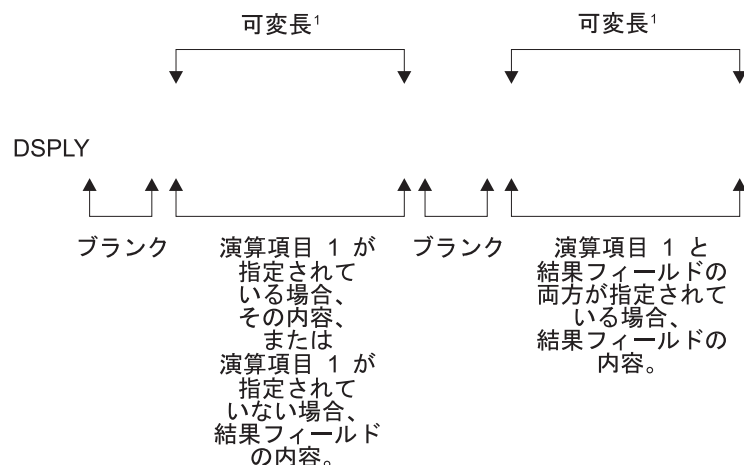 可変長¹
可変長¹
DSPLY
ブランク
演算項目 1 が
指定されて
いる場合、
その内容、
または
演算項目 1 が
指定されて
いない場合、
結果フィールド
の内容。
ブランク
演算項目 1 と
結果フィールドの
両方が指定されて
いる場合、
結果フィールドの
内容。